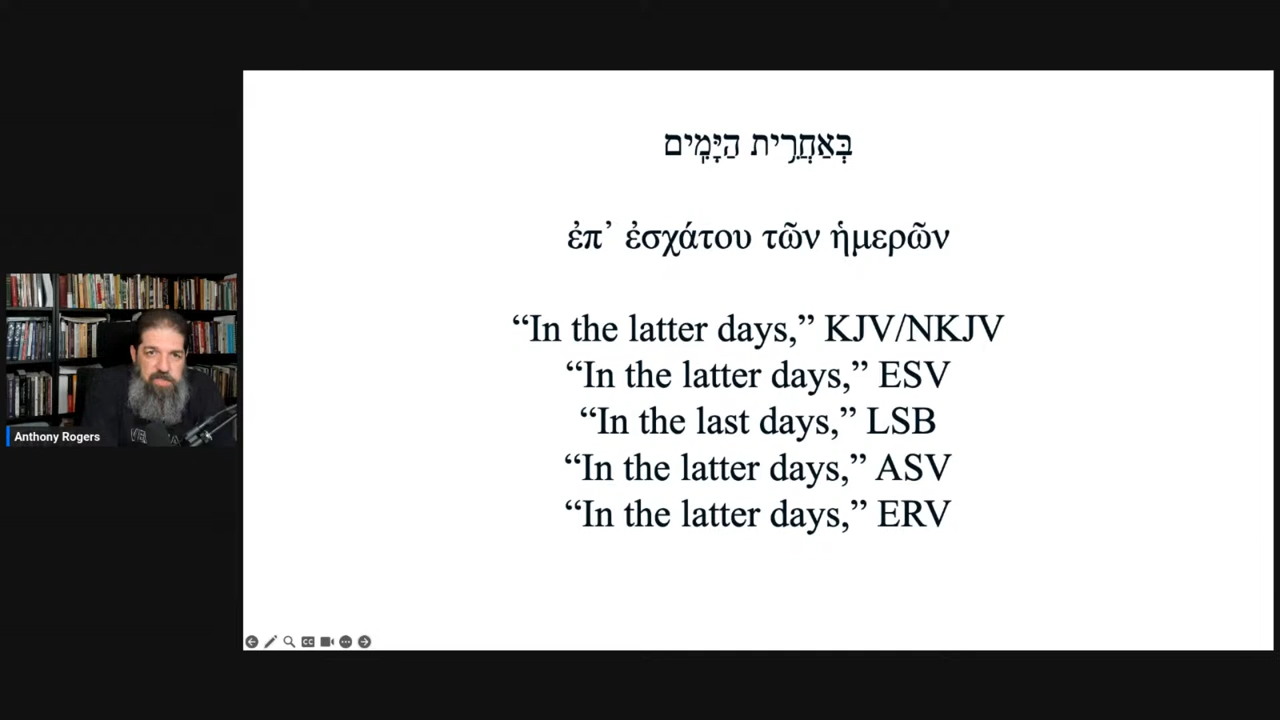 בְּאַחֲרִ֣ית הַיָּמִ֑ים
ἐπ᾽ ἐσχάτου τῶν ἡμερῶν
“In the latter days,” KJV/NKJV
“In the latter days,” ESV
“In the last days,” LSB
“In the latter days,” ASV
“In the latter days,” ERV
Anthony Rogers